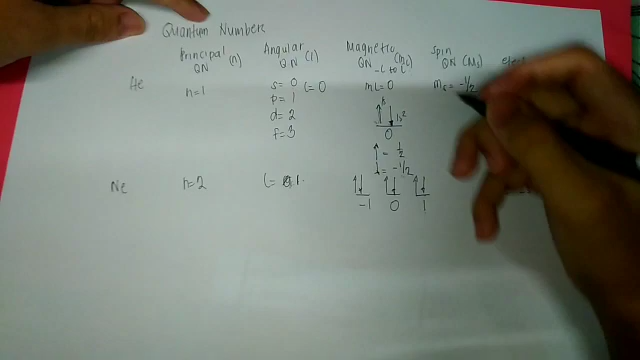 Quantum Numbers
Principal QN (n)
Angular QN (l)
Magnetic QN (ml)
-l to l
Spin QN (Ms)
He
n=1
s=0 l=0
p=1
d=2
f=3
ml=0
ms=-1/2
1s²
0
↑=1/2
↓=-1/2
Ne
n=2
l=1
-1 0 1